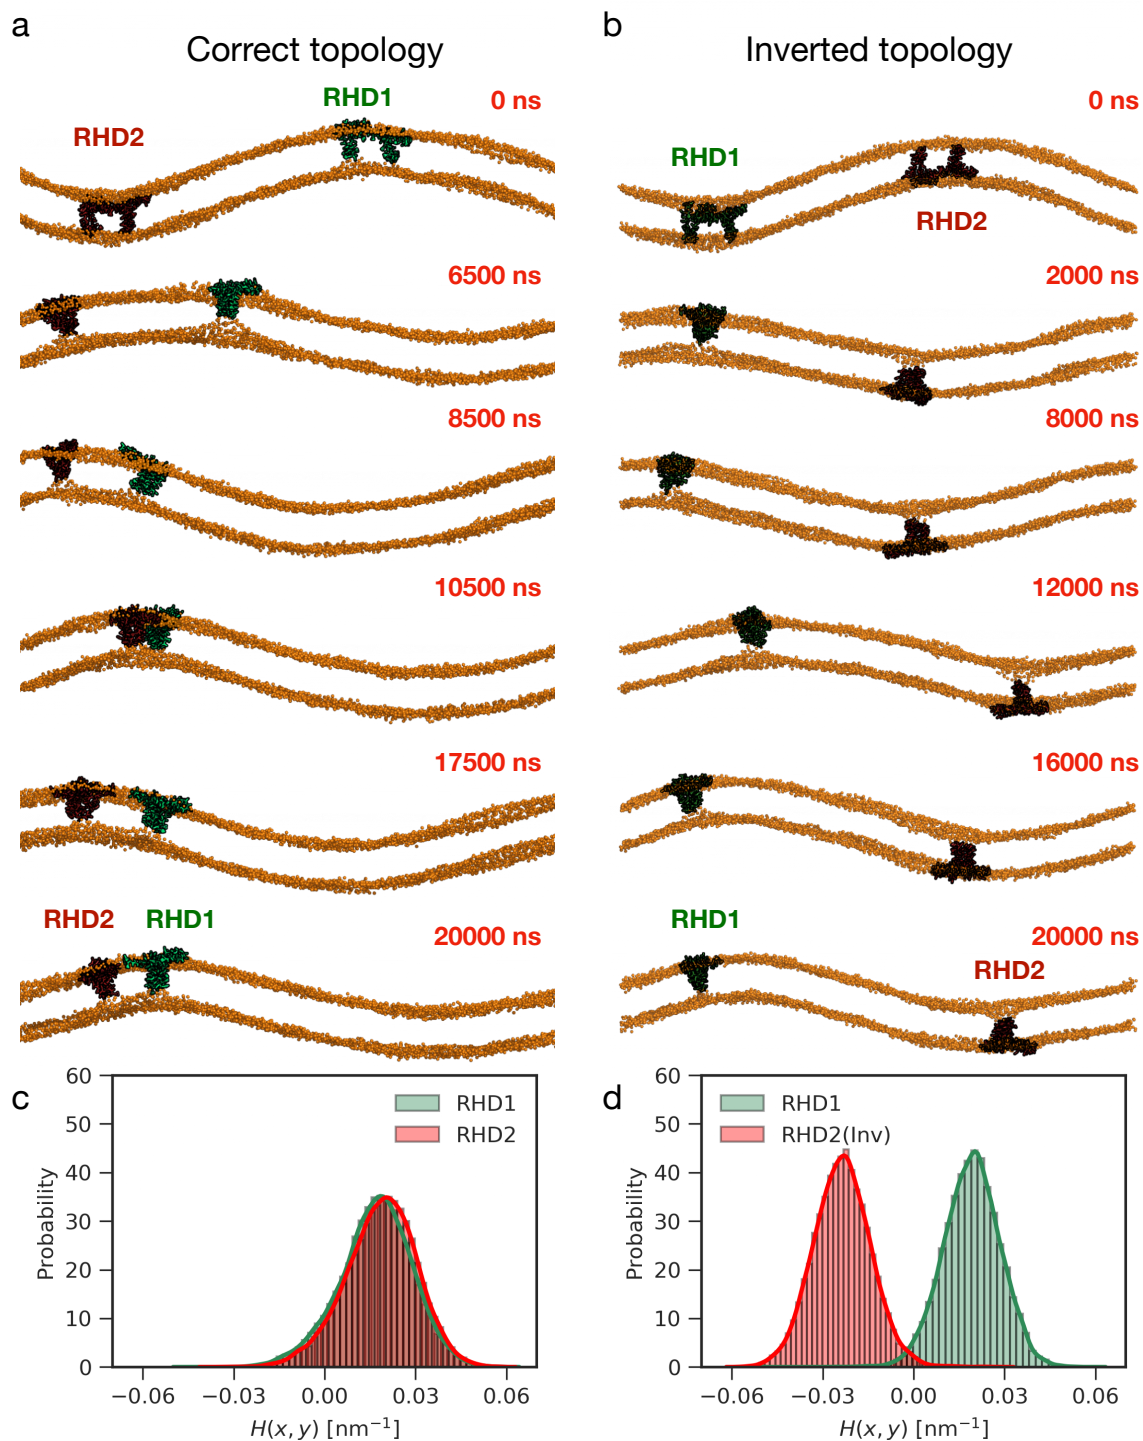 a
Correct topology
0 ns
RHD1
RHD2
6500 ns
8500 ns
10500 ns
17500 ns
RHD2 RHD1
20000 ns
b
Inverted topology
0 ns
RHD1
RHD2
2000 ns
8000 ns
12000 ns
16000 ns
RHD1
20000 ns
RHD2
c
60
50
40
30
20
10
0
Probability
RHD1
RHD2
−0.03 0.00 0.03 0.06
H(x, y) [nm⁻¹]
d
60
50
40
30
20
10
0
Probability
RHD1
RHD2(Inv)
−0.06 −0.03 0.00 0.03 0.06
H(x, y) [nm⁻¹]